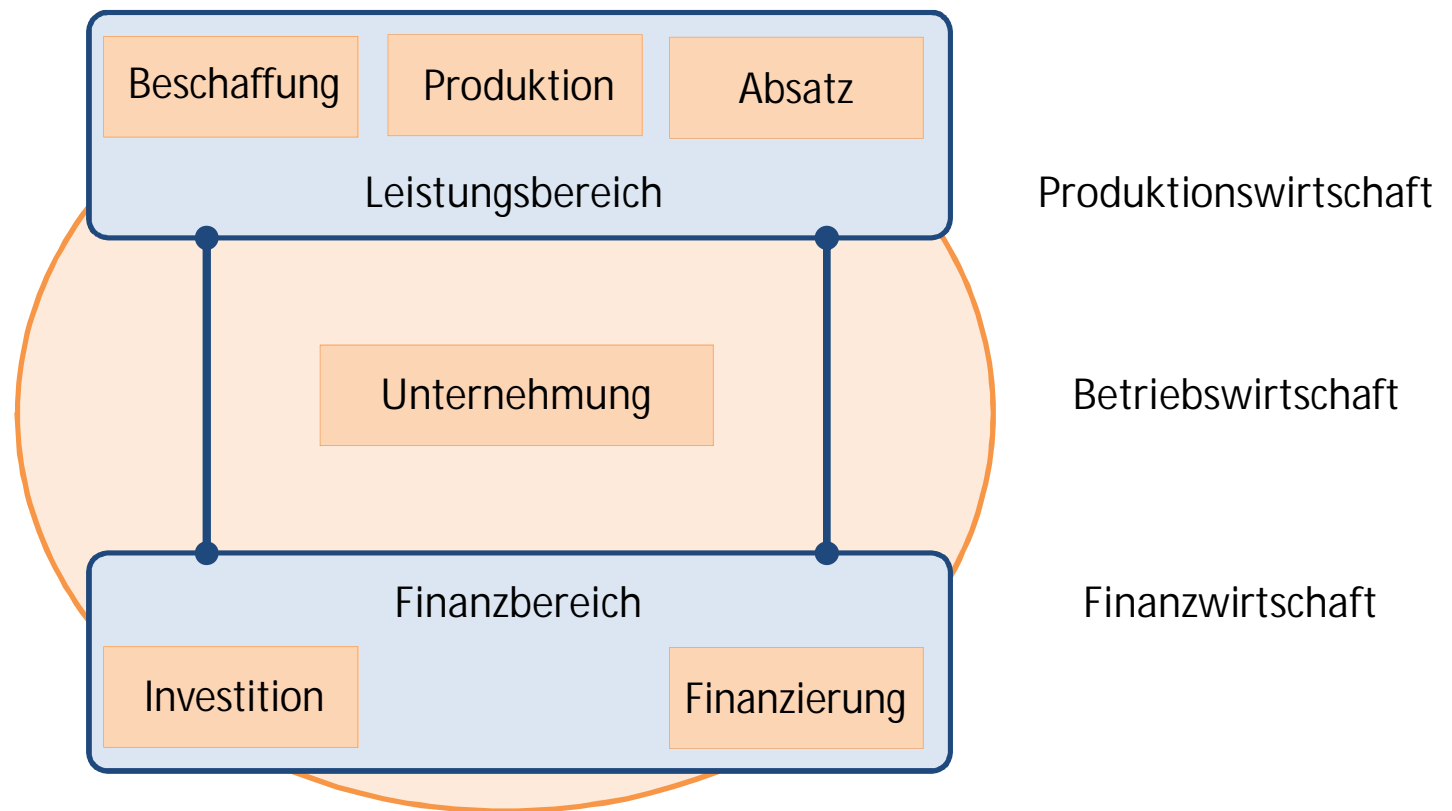 Beschaffung
Produktion
Absatz
Leistungsbereich
Produktionswirtschaft
Unternehmung
Betriebswirtschaft
Finanzbereich
Finanzwirtschaft
Investition
Finanzierung